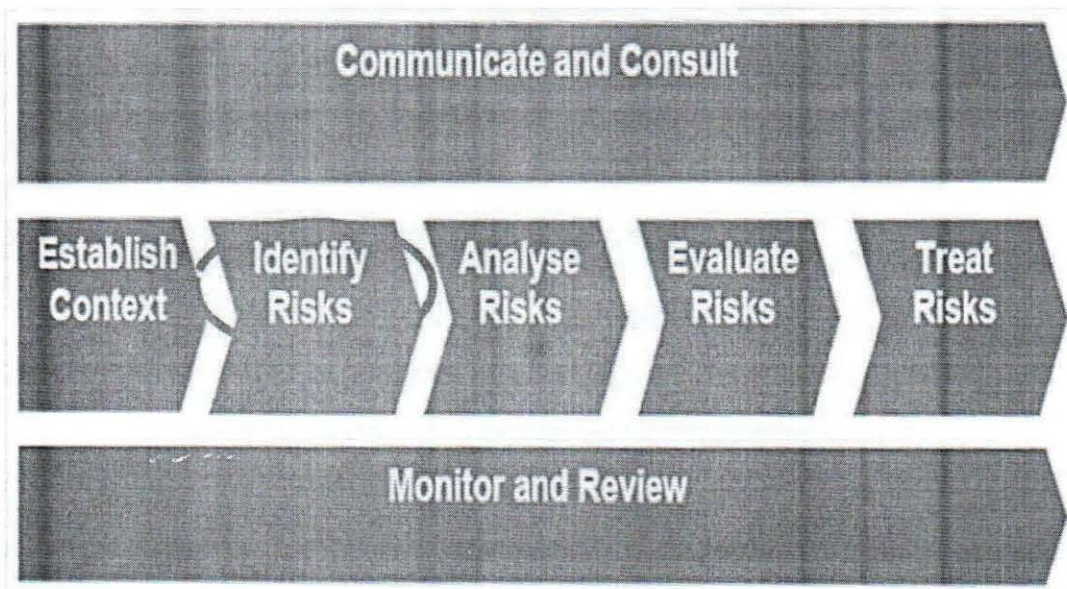 Communicate and Consult
Establish
Context
Identify
Risks
Analyse
Risks
Evaluate
Risks
Treat
Risks
Monitor and Review